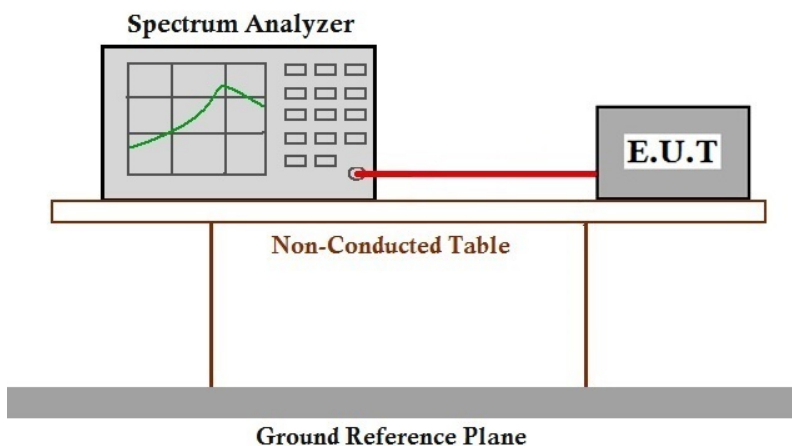 Spectrum Analyzer
E.U.T
Non-Conducted Table
Ground Reference Plane